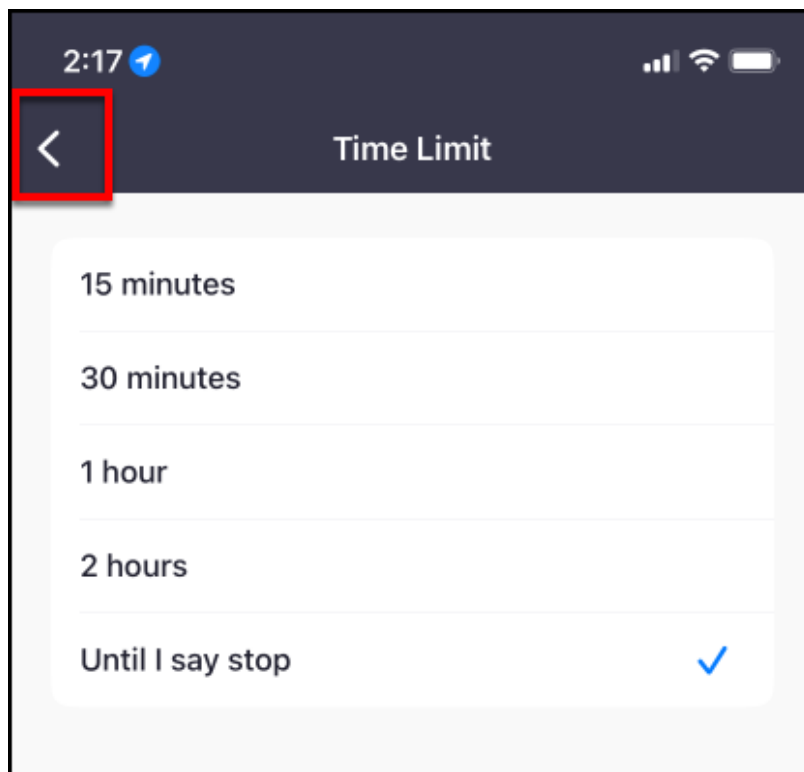 2:17
Time Limit
15 minutes
30 minutes
1 hour
2 hours
Until I say stop